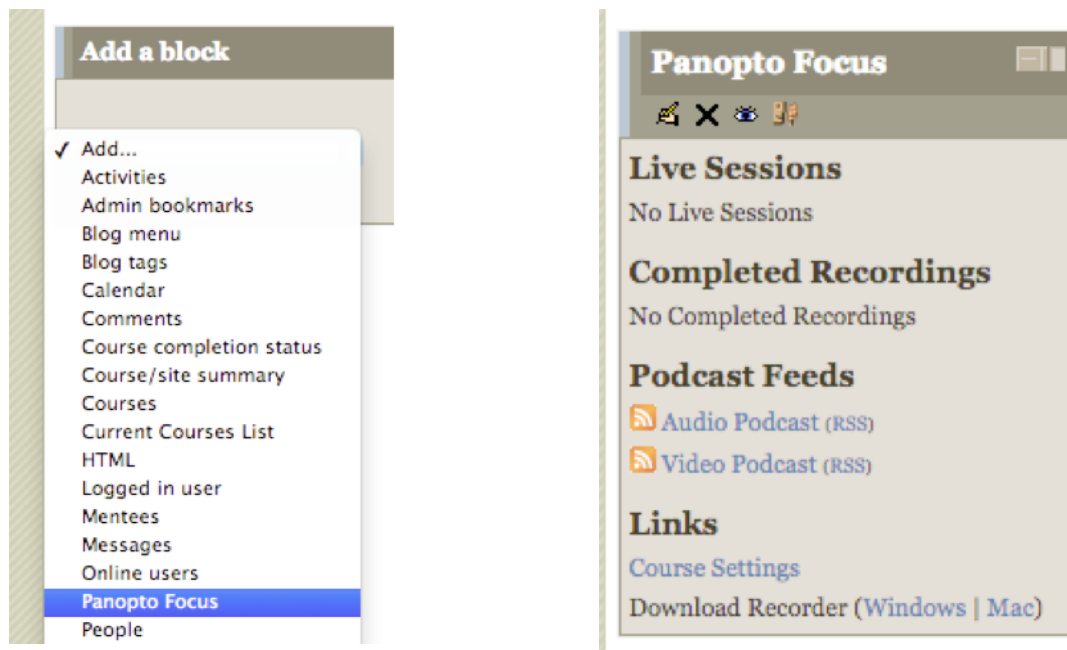 Add a block
Add...
Activities
Admin bookmarks
Blog menu
Blog tags
Calendar
Comments
Course completion status
Course/site summary
Courses
Current Courses List
HTML
Logged in user
Mentees
Messages
Online users
Panopto Focus
People
Panopto Focus
Live Sessions
No Live Sessions
Completed Recordings
No Completed Recordings
Podcast Feeds
Audio Podcast (RSS)
Video Podcast (RSS)
Links
Course Settings
Download Recorder (Windows | Mac)